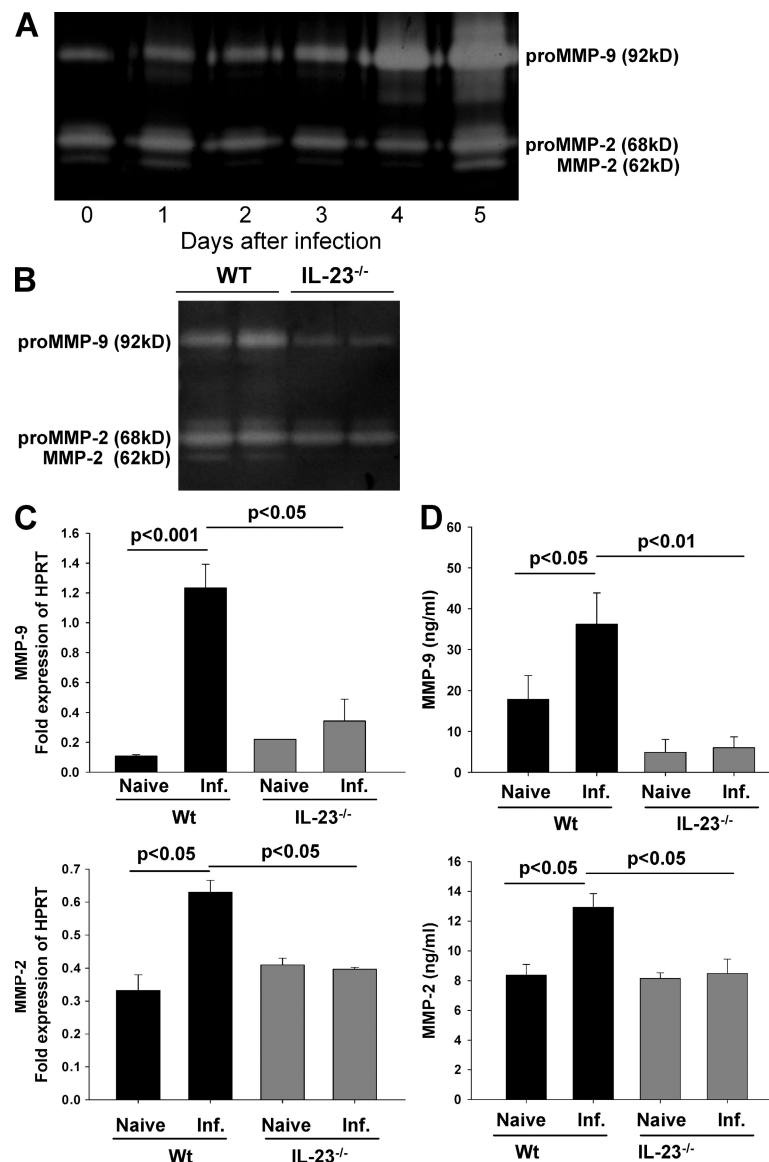 A
proMMP-9 (92kD)
proMMP-2 (68kD)
MMP-2 (62kD)
0 1 2 3 4 5
Days after infection
B
WT IL-23-/-
proMMP-9 (92kD)
proMMP-2 (68kD)
MMP-2 (62kD)
C
MMP-9
Fold expression of HPRT
1.6
1.4
1.2
1.0
0.8
0.6
0.4
0.2
0.0
p<0.001
p<0.05
Naive Inf. Naive Inf.
Wt IL-23-/-
MMP-2
Fold expression of HPRT
0.7
0.6
0.5
0.4
0.3
0.2
0.1
0.0
p<0.05
p<0.05
Naive Inf. Naive Inf.
Wt IL-23-/-
D
MMP-9 (ng/ml)
60
50
40
30
20
10
0
p<0.05
p<0.01
Naive Inf. Naive Inf.
Wt IL-23-/-
MMP-2 (ng/ml)
16
14
12
10
8
6
4
2
0
p<0.05
p<0.05
Naive Inf. Naive Inf.
Wt IL-23-/-